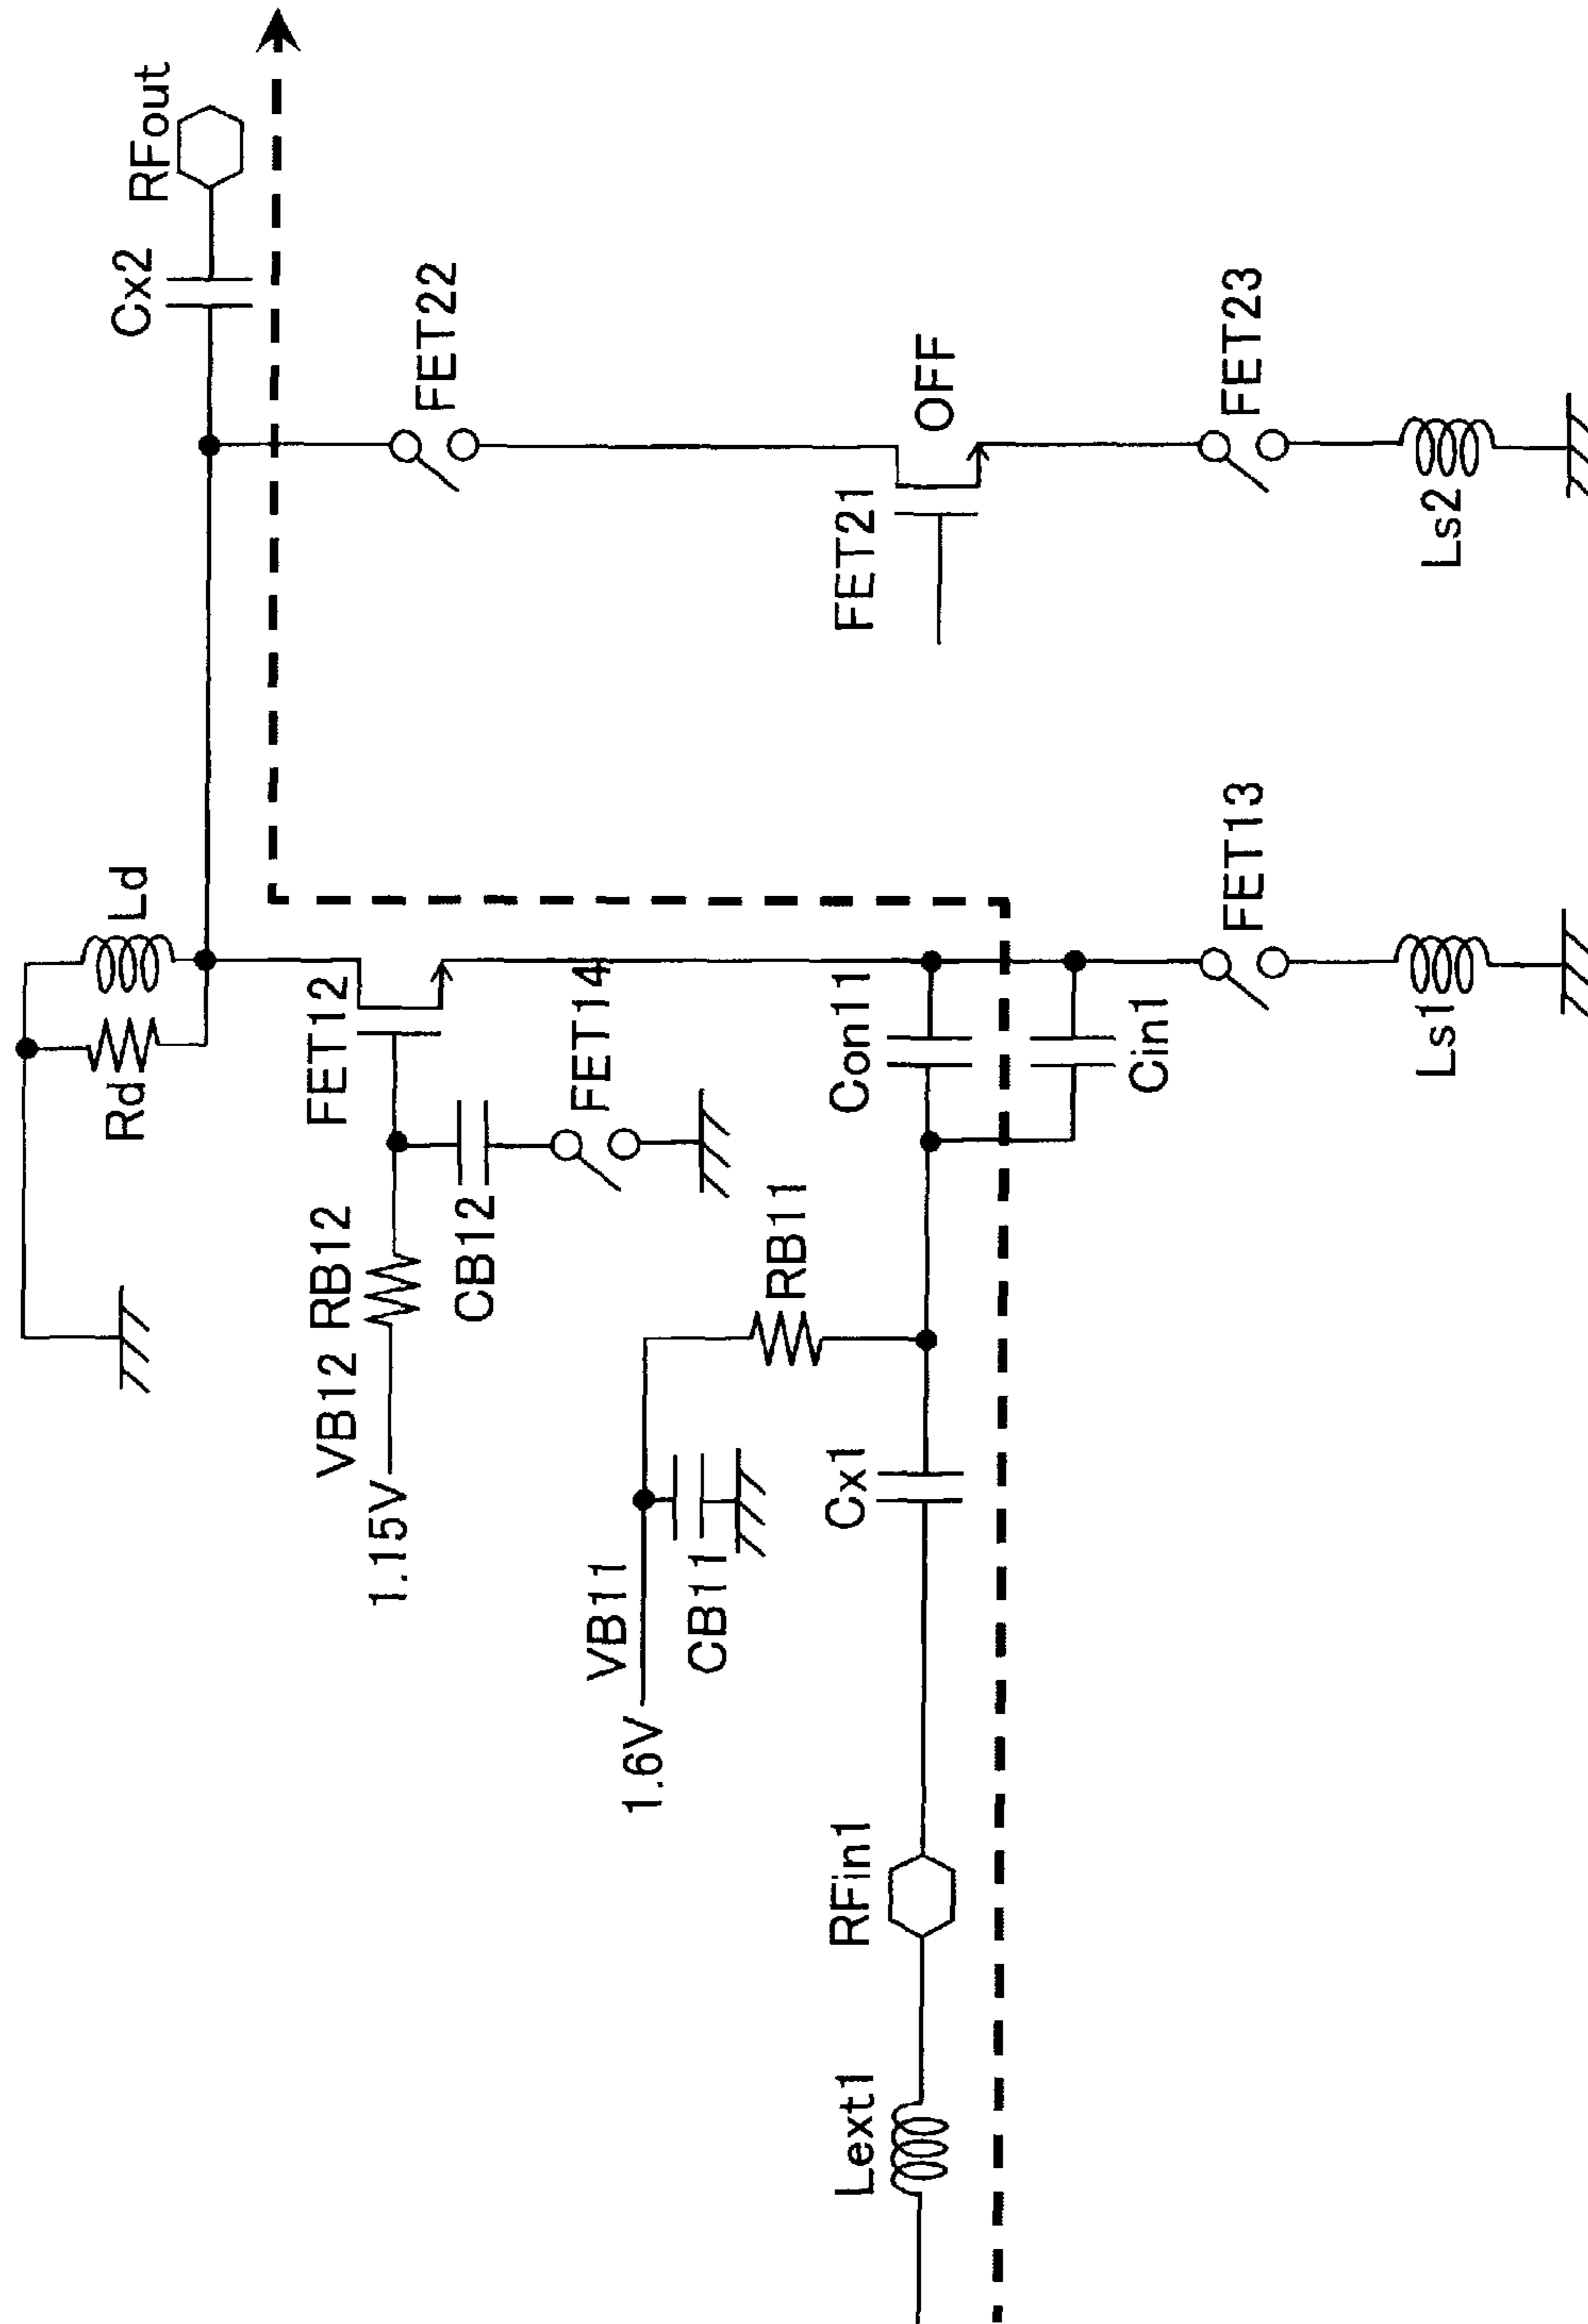 RFout
Cx2
FET22
OFF
FET21
FET23
Ls2
Ld
Rd
FET12
FET14
FET13
Ls1
Con11
Cin1
VB12 RB12
1.15V
CB12
RB11
VB11
1.6V
CB11
Cx1
RFin1
Lext1